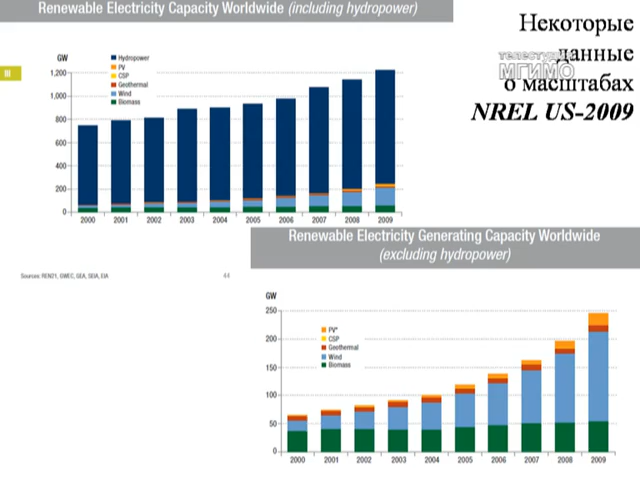 Renewable Electricity Capacity Worldwide (including hydropower)
Некоторые
данные
о масштабах
NREL US-2009
телестудия
МГИМО
III
GW
Hydropower
PV
CSP
Geothermal
Wind
Biomass
1,200
1,000
800
600
400
200
0
2000 2001 2002 2003 2004 2005 2006 2007 2008 2009
Sources: REN21, GWEC, GEA, SEIA, EIA
44
Renewable Electricity Generating Capacity Worldwide
(excluding hydropower)
GW
PV*
CSP
Geothermal
Wind
Biomass
250
200
150
100
50
0
2000 2001 2002 2003 2004 2005 2006 2007 2008 2009